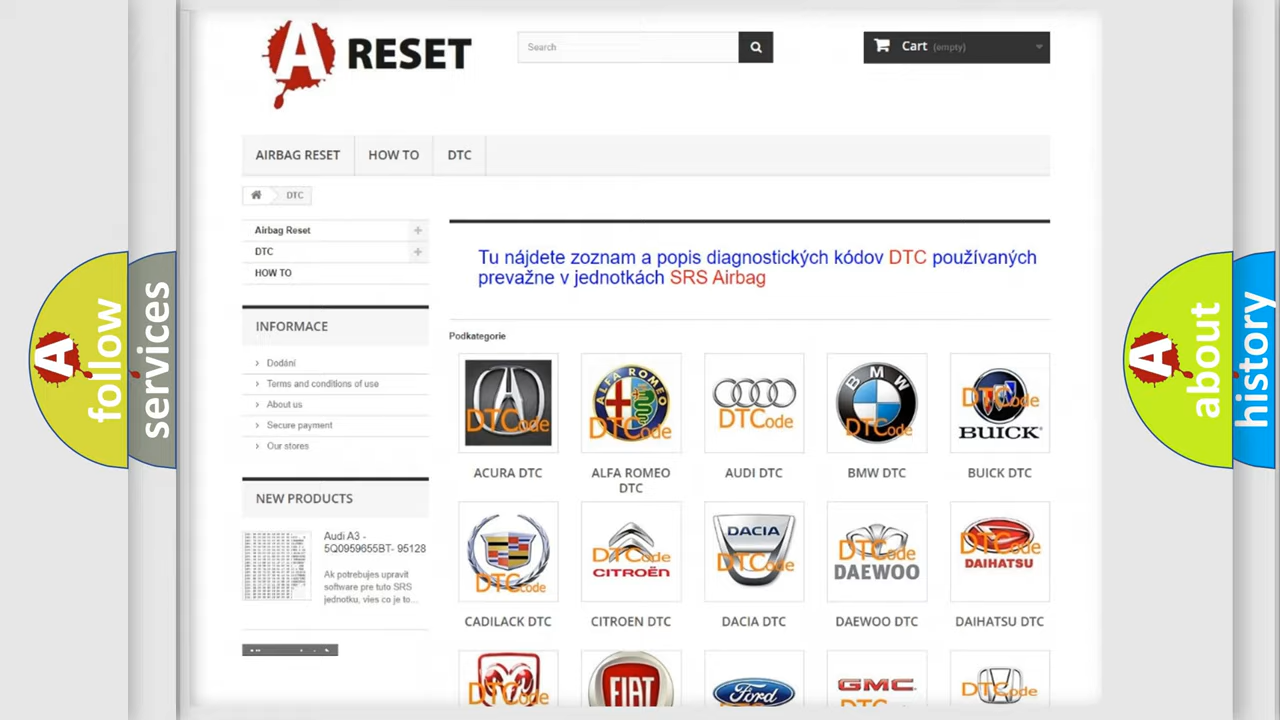 A RESET
Search
Cart (empty)
AIRBAG RESET
HOW TO
DTC
DTC
Airbag Reset
DTC
HOW TO
INFORMACE
Dodání
Terms and conditions of use
About us
Secure payment
Our stores
NEW PRODUCTS
Audi A3 -
5Q0959655BT- 95128
Ak potrebujes upravit
software pre tuto SRS
jednotku, vies co je to...
Tu nájdete zoznam a popis diagnostických kódov DTC používaných
prevažne v jednotkách SRS Airbag
Podkategorie
DTCode
ALFA ROMEO
DTCode
DTCode
BMW
DTCode
DTCode
BUICK
ACURA DTC
ALFA ROMEO
DTC
AUDI DTC
BMW DTC
BUICK DTC
DTCode
DTCode
CITROËN
DACIA
DTCode
DTCode
DAEWOO
DTCode
DAIHATSU
CADILACK DTC
CITROEN DTC
DACIA DTC
DAEWOO DTC
DAIHATSU DTC
DTCode
FIAT
Ford
GMC
DTCode
A follow
services
A about
history